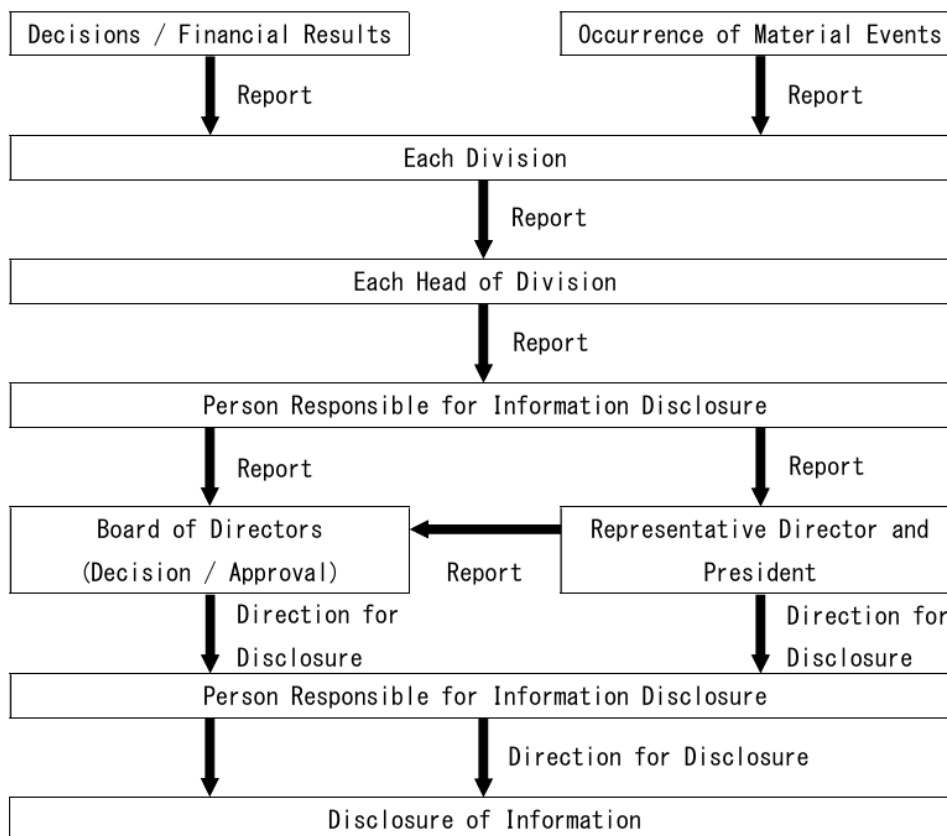 Decisions / Financial Results
Occurrence of Material Events
Report
Report
Each Division
Report
Each Head of Division
Report
Person Responsible for Information Disclosure
Report
Report
Board of Directors
(Decision / Approval)
Report
Representative Director and
President
Direction for
Disclosure
Direction for
Disclosure
Person Responsible for Information Disclosure
Direction for Disclosure
Disclosure of Information